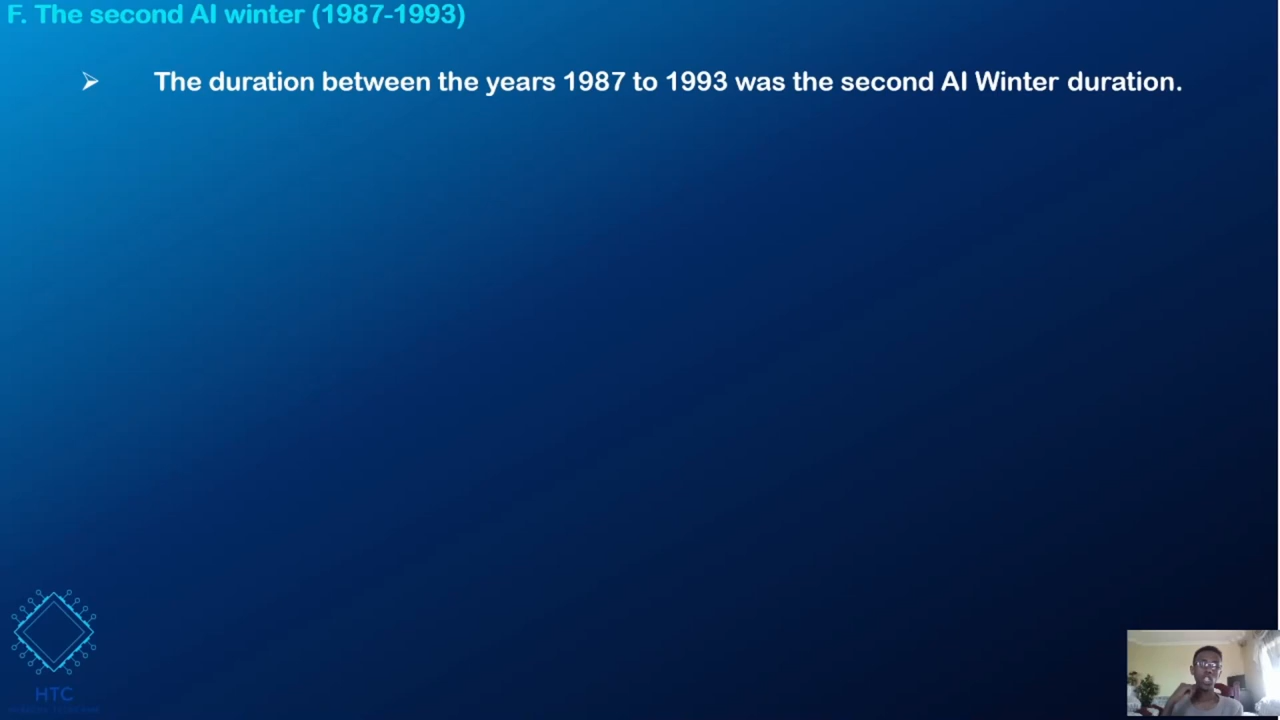 F. The second AI winter (1987-1993)
➢ The duration between the years 1987 to 1993 was the second AI Winter duration.
HTC